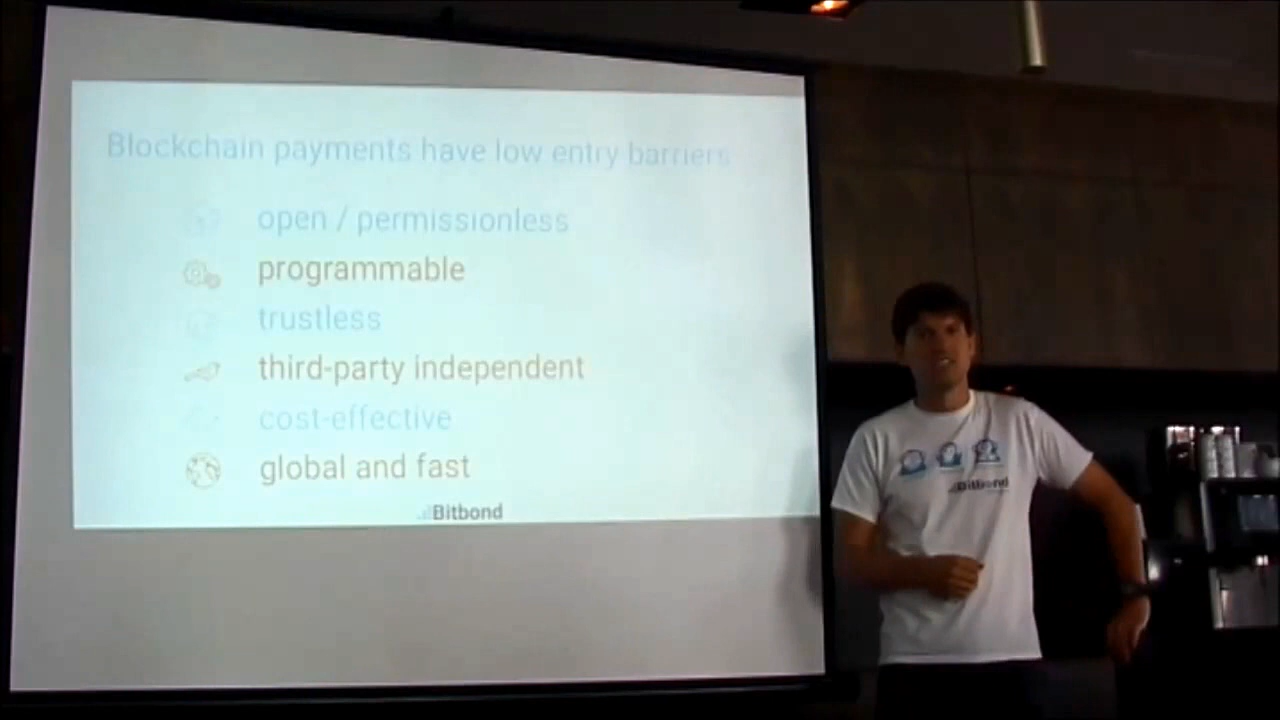 Blockchain payments have low entry barriers
open / permissionless
programmable
trustless
third-party independent
cost-effective
global and fast
Bitbond
Bitbond